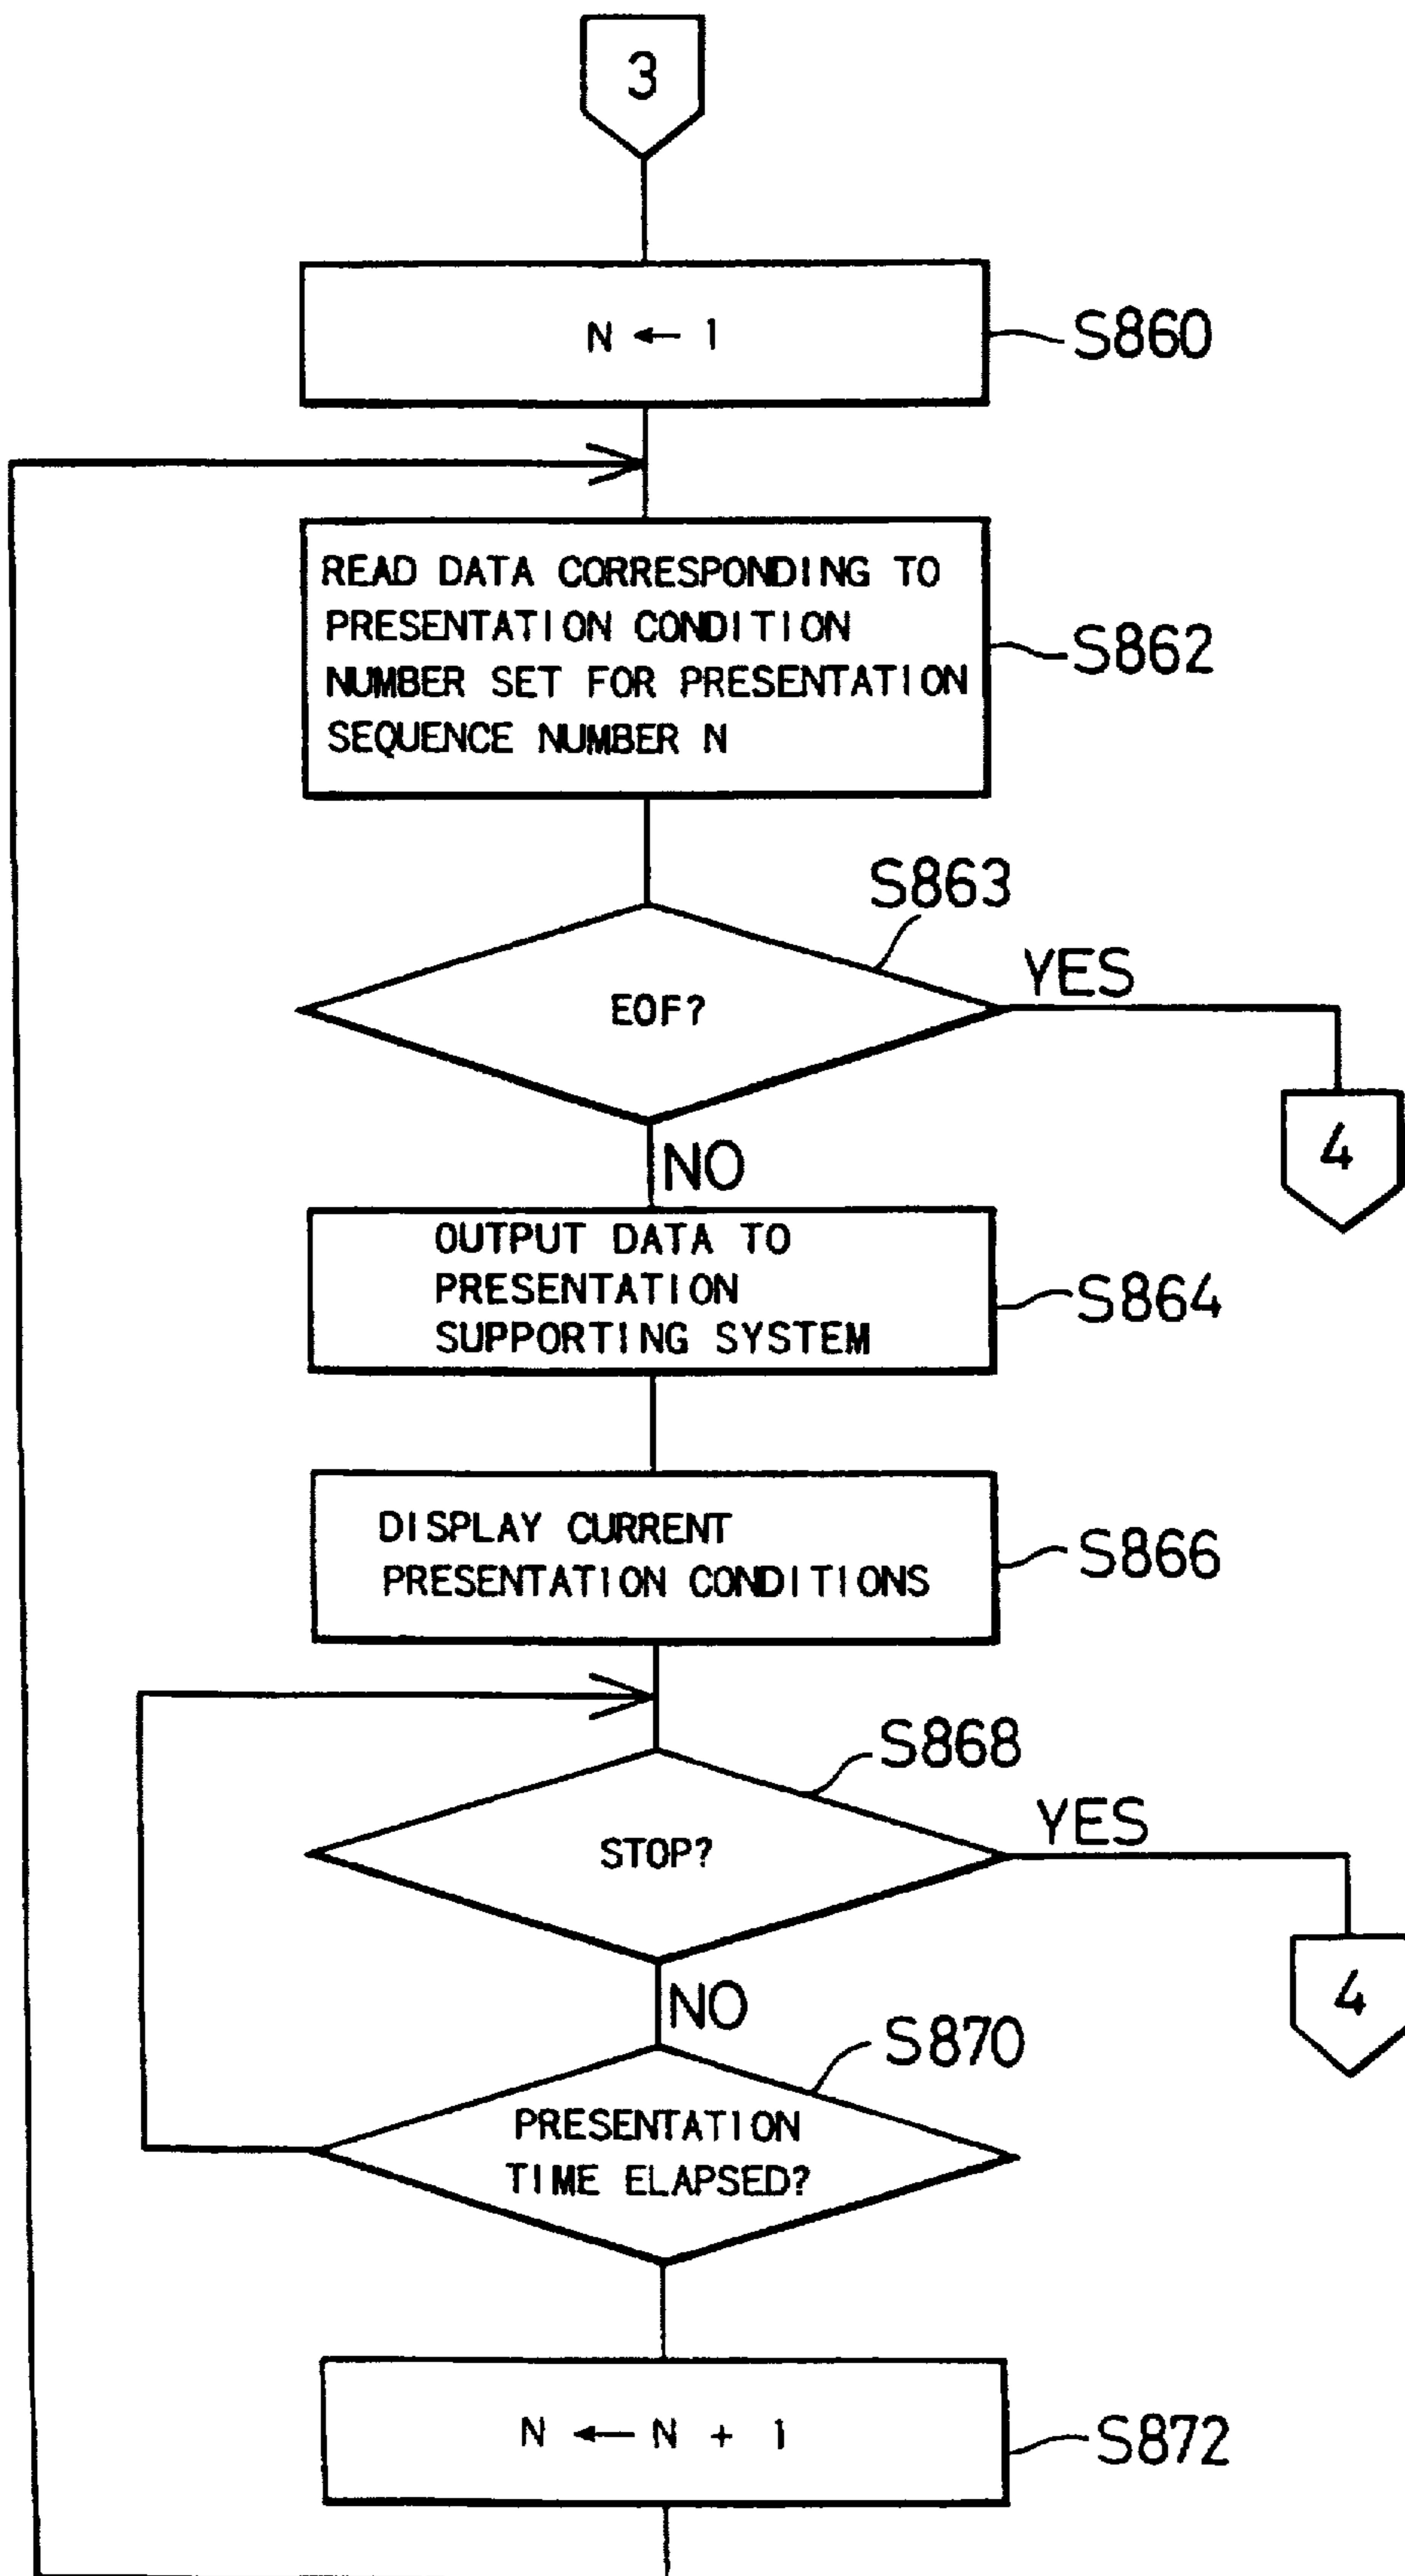 3
N ← 1
S860
READ DATA CORRESPONDING TO
PRESENTATION CONDITION
NUMBER SET FOR PRESENTATION
SEQUENCE NUMBER N
S862
S863
EOF?
YES
4
NO
OUTPUT DATA TO
PRESENTATION
SUPPORTING SYSTEM
S864
DISPLAY CURRENT
PRESENTATION CONDITIONS
S866
S868
STOP?
YES
4
NO
S870
PRESENTATION
TIME ELAPSED?
N ← N + 1
S872